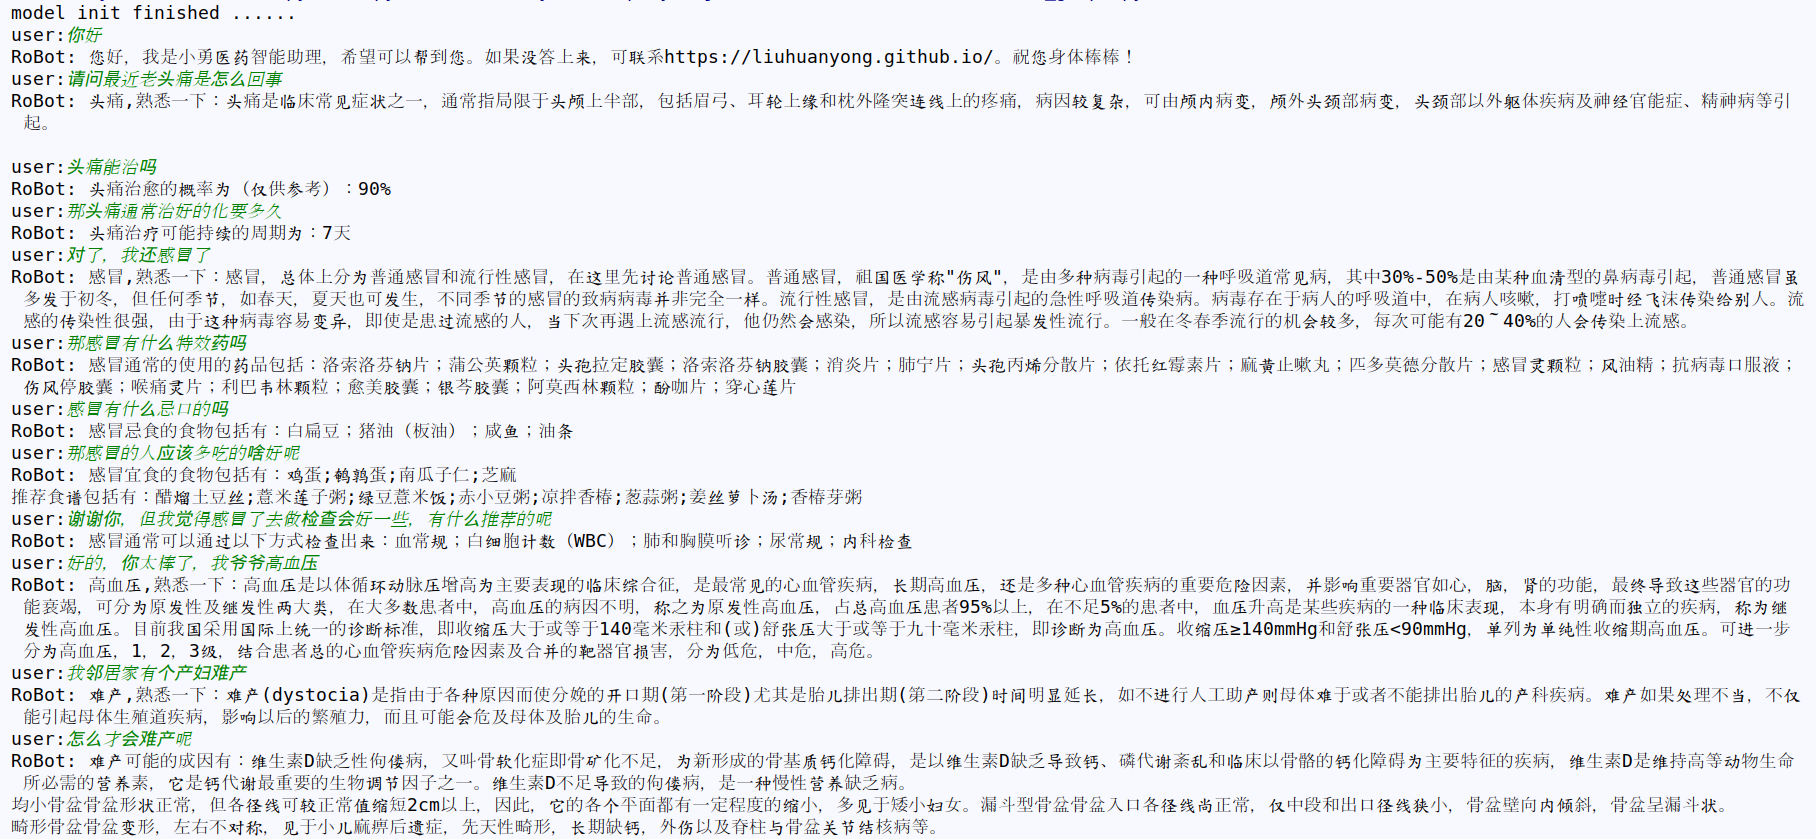 model init finished ......
user:你好
RoBot: 您好，我是小勇医药智能助理，希望可以帮到您。如果没答上来，可联系https://liuhuanyong.github.io/。祝您身体棒棒！
user:请问最近老头痛是怎么回事
RoBot: 头痛,熟悉一下：头痛是临床常见症状之一，通常指局限于头颅上半部，包括眉弓、耳轮上缘和枕外隆突连线上的疼痛，病因较复杂，可由颅内病变，颅外头颈部病变，头颈部以外躯体疾病及神经官能症、精神病等引
起。
user:头痛能治吗
RoBot: 头痛治愈的概率为（仅供参考）：90%
user:那头痛通常治好的化要多久
RoBot: 头痛治疗可能持续的周期为：7天
user:对了，我还感冒了
RoBot: 感冒,熟悉一下：感冒，总体上分为普通感冒和流行性感冒，在这里先讨论普通感冒。普通感冒，祖国医学称"伤风"，是由多种病毒引起的一种呼吸道常见病，其中30%-50%是由某种血清型的鼻病毒引起，普通感冒虽
多发于初冬，但任何季节，如春天，夏天也可发生，不同季节的感冒的致病病毒并非完全一样。流行性感冒，是由流感病毒引起的急性呼吸道传染病。病毒存在于病人的呼吸道中，在病人咳嗽，打喷嚏时经飞沫传染给别人。流
感的传染性很强，由于这种病毒容易变异，即使是患过流感的人，当下次再遇上流感流行，他仍然会感染，所以流感容易引起暴发性流行。一般在冬春季流行的机会较多，每次可能有20～40%的人会传染上流感。
user:那感冒有什么特效药吗
RoBot: 感冒通常的使用的药品包括：洛索洛芬钠片；蒲公英颗粒；头孢拉定胶囊；洛索洛芬钠胶囊；消炎片；肺宁片；头孢丙烯分散片；依托红霉素片；麻黄止嗽丸；匹多莫德分散片；感冒灵颗粒；风油精；抗病毒口服液；
伤风停胶囊；喉痛灵片；利巴韦林颗粒；愈美胶囊；银芩胶囊；阿莫西林颗粒；酚咖片；穿心莲片
user:感冒有什么忌口的吗
RoBot: 感冒忌食的食物包括有：白扁豆；猪油（板油）；咸鱼；油条
user:那感冒的人应该多吃的啥好呢
RoBot: 感冒宜食的食物包括有：鸡蛋;鹌鹑蛋;南瓜子仁;芝麻
推荐食谱包括有：醋熘土豆丝;薏米莲子粥;绿豆薏米饭;赤小豆粥;凉拌香椿;葱蒜粥;姜丝萝卜汤;香椿芽粥
user:谢谢你，但我觉得感冒了去做检查会好一些，有什么推荐的呢
RoBot: 感冒通常可以通过以下方式检查出来：血常规；白细胞计数（WBC）；肺和胸膜听诊；尿常规；内科检查
user:好的，你太棒了，我爷爷高血压
RoBot: 高血压,熟悉一下：高血压是以体循环动脉压增高为主要表现的临床综合征，是最常见的心血管疾病，长期高血压，还是多种心血管疾病的重要危险因素，并影响重要器官如心，脑，肾的功能，最终导致这些器官的功
能衰竭，可分为原发性及继发性两大类，在大多数患者中，高血压的病因不明，称之为原发性高血压，占总高血压患者95%以上，在不足5%的患者中，血压升高是某些疾病的一种临床表现，本身有明确而独立的疾病，称为继
发性高血压。目前我国采用国际上统一的诊断标准，即收缩压大于或等于140毫米汞柱和(或)舒张压大于或等于九十毫米汞柱，即诊断为高血压。收缩压≥140mmHg和舒张压<90mmHg，单列为单纯性收缩期高血压。可进一步
分为高血压，1，2，3级，结合患者总的心血管疾病危险因素及合并的靶器官损害，分为低危，中危，高危。
user:我邻居家有个产妇难产
RoBot: 难产,熟悉一下：难产(dystocia)是指由于各种原因而使分娩的开口期(第一阶段)尤其是胎儿排出期(第二阶段)时间明显延长，如不进行人工助产则母体难于或者不能排出胎儿的产科疾病。难产如果处理不当，不仅
能引起母体生殖道疾病，影响以后的繁殖力，而且可能会危及母体及胎儿的生命。
user:怎么才会难产呢
RoBot: 难产可能的成因有：维生素D缺乏性佝偻病，又叫骨软化症即骨矿化不足，为新形成的骨基质钙化障碍，是以维生素D缺乏导致钙、磷代谢紊乱和临床以骨骼的钙化障碍为主要特征的疾病，维生素D是维持高等动物生命
所必需的营养素，它是钙代谢最重要的生物调节因子之一。维生素D不足导致的佝偻病，是一种慢性营养缺乏病。
均小骨盆骨盆形状正常，但各径线可较正常值缩短2cm以上，因此，它的各个平面都有一定程度的缩小，多见于矮小妇女。漏斗型骨盆骨盆入口各径线尚正常，仅中段和出口径线狭小，骨盆壁向内倾斜，骨盆呈漏斗状。
畸形骨盆骨盆变形，左右不对称，见于小儿麻痹后遗症，先天性畸形，长期缺钙，外伤以及脊柱与骨盆关节结核病等。